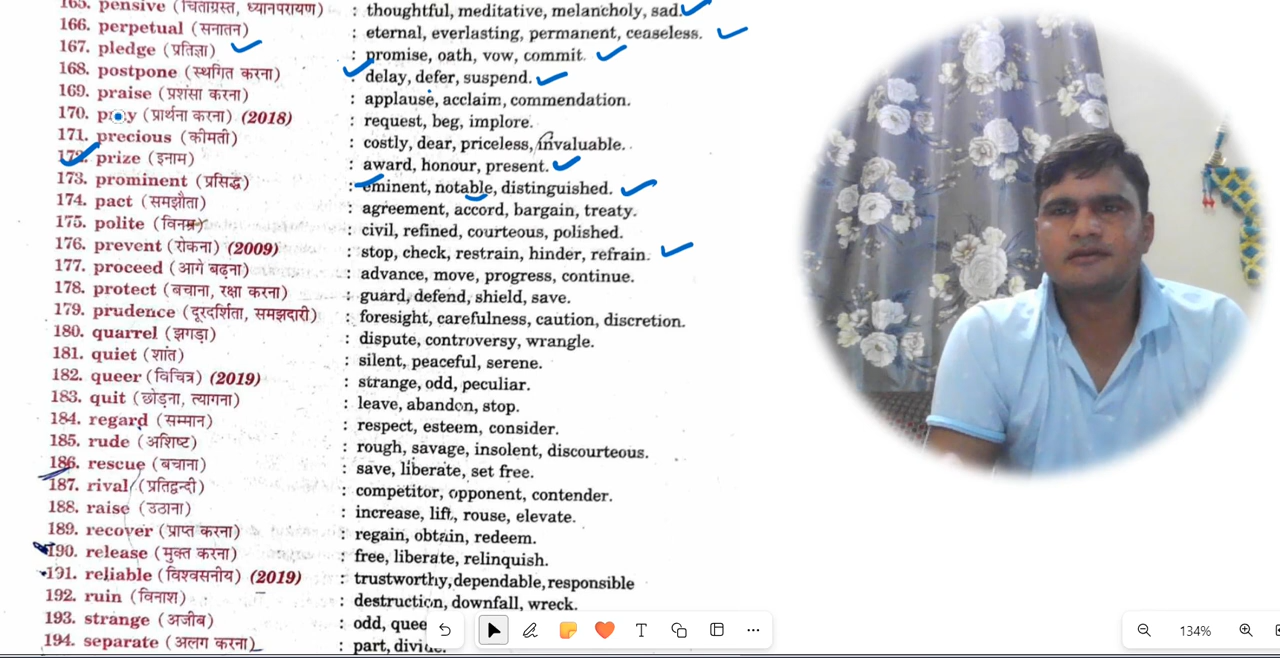 165. pensive (चिंताग्रस्त, ध्यानपरायण) : thoughtful, meditative, melancholy, sad.
166. perpetual (सनातन) : eternal, everlasting, permanent, ceaseless.
167. pledge (प्रतिज्ञा) : promise, oath, vow, commit.
168. postpone (स्थगित करना) : delay, defer, suspend.
169. praise (प्रशंसा करना) : applause, acclaim, commendation.
170. (प्रार्थना करना) (2018) : request, beg, implore.
171. precious (कीमती) : costly, dear, priceless, invaluable.
172. prize (इनाम) : award, honour, present.
173. prominent (प्रसिद्ध) : eminent, notable, distinguished.
174. pact (समझौता) : agreement, accord, bargain, treaty.
175. polite (विनम्र) : civil, refined, courteous, polished.
176. prevent (रोकना) (2009) : stop, check, restrain, hinder, refrain.
177. proceed (आगे बढ़ना) : advance, move, progress, continue.
178. protect (बचाना, रक्षा करना) : guard, defend, shield, save.
179. prudence (दूरदर्शिता, समझदारी) : foresight, carefulness, caution, discretion.
180. quarrel (झगड़ा) : dispute, controversy, wrangle.
181. quiet (शांत) : silent, peaceful, serene.
182. queer (विचित्र) (2019) : strange, odd, peculiar.
183. quit (छोड़ना, त्यागना) : leave, abandon, stop.
184. regard (सम्मान) : respect, esteem, consider.
185. rude (अशिष्ट) : rough, savage, insolent, discourteous.
186. rescue (बचाना) : save, liberate, set free.
187. rival (प्रतिद्वन्दी) : competitor, opponent, contender.
188. raise (उठाना) : increase, lift, rouse, elevate.
189. recover (प्राप्त करना) : regain, obtain, redeem.
190. release (मुक्त करना) : free, liberate, relinquish.
191. reliable (विश्वसनीय) (2019) : trustworthy, dependable, responsible
192. ruin (विनाश) : destruction, downfall, wreck.
193. strange (अजीब) : odd,
194. separate (अलग करना) : part,
134%